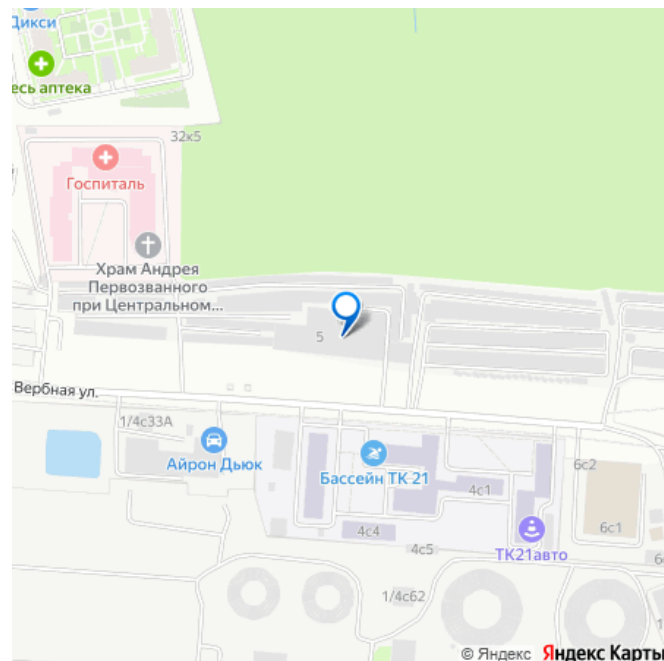 Дикси
есь аптека
32к5
Госпиталь
Храм Андрея
Первозванного
при Центральном...
5
Вербная ул.
1/4с33А
Айрон Дьюк
Бассейн ТК 21
4с1
6с2
4с4
6с1
4с5
ТК21авто
6
1/4с62
© Яндекс Яндекс Карты